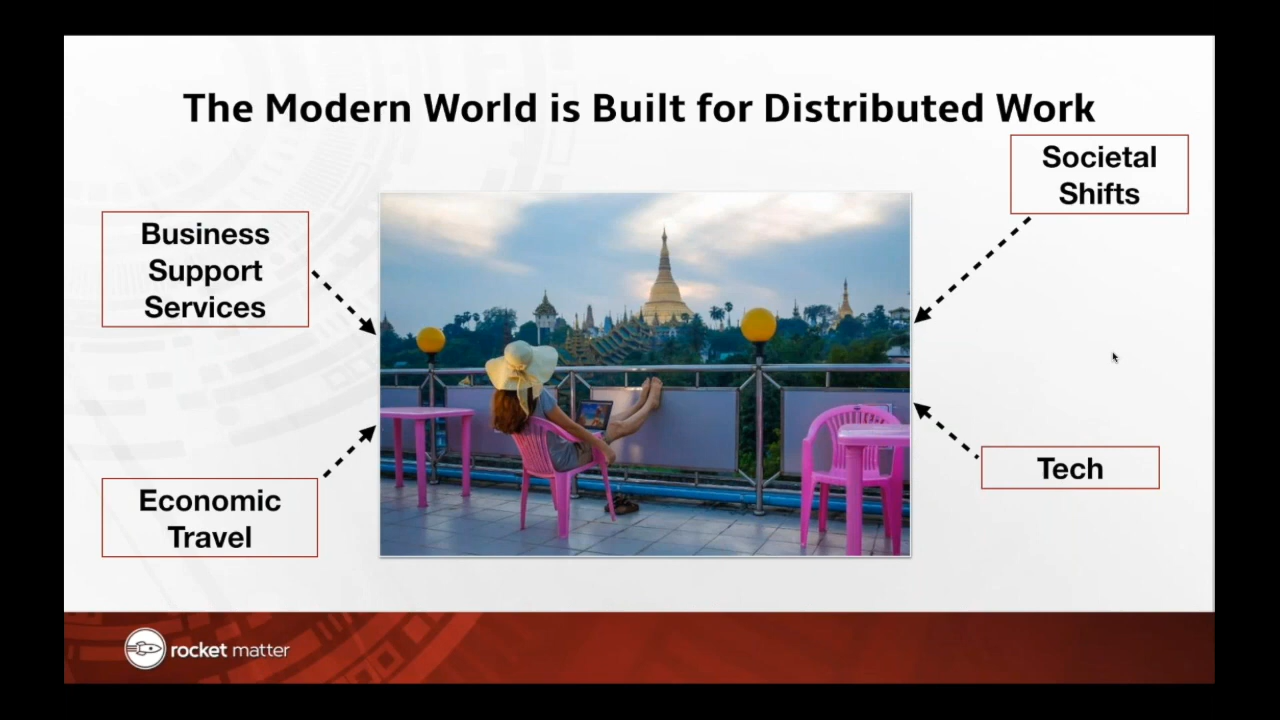 The Modern World is Built for Distributed Work
Societal
Shifts
Business
Support
Services
Economic
Travel
Tech
rocket matter